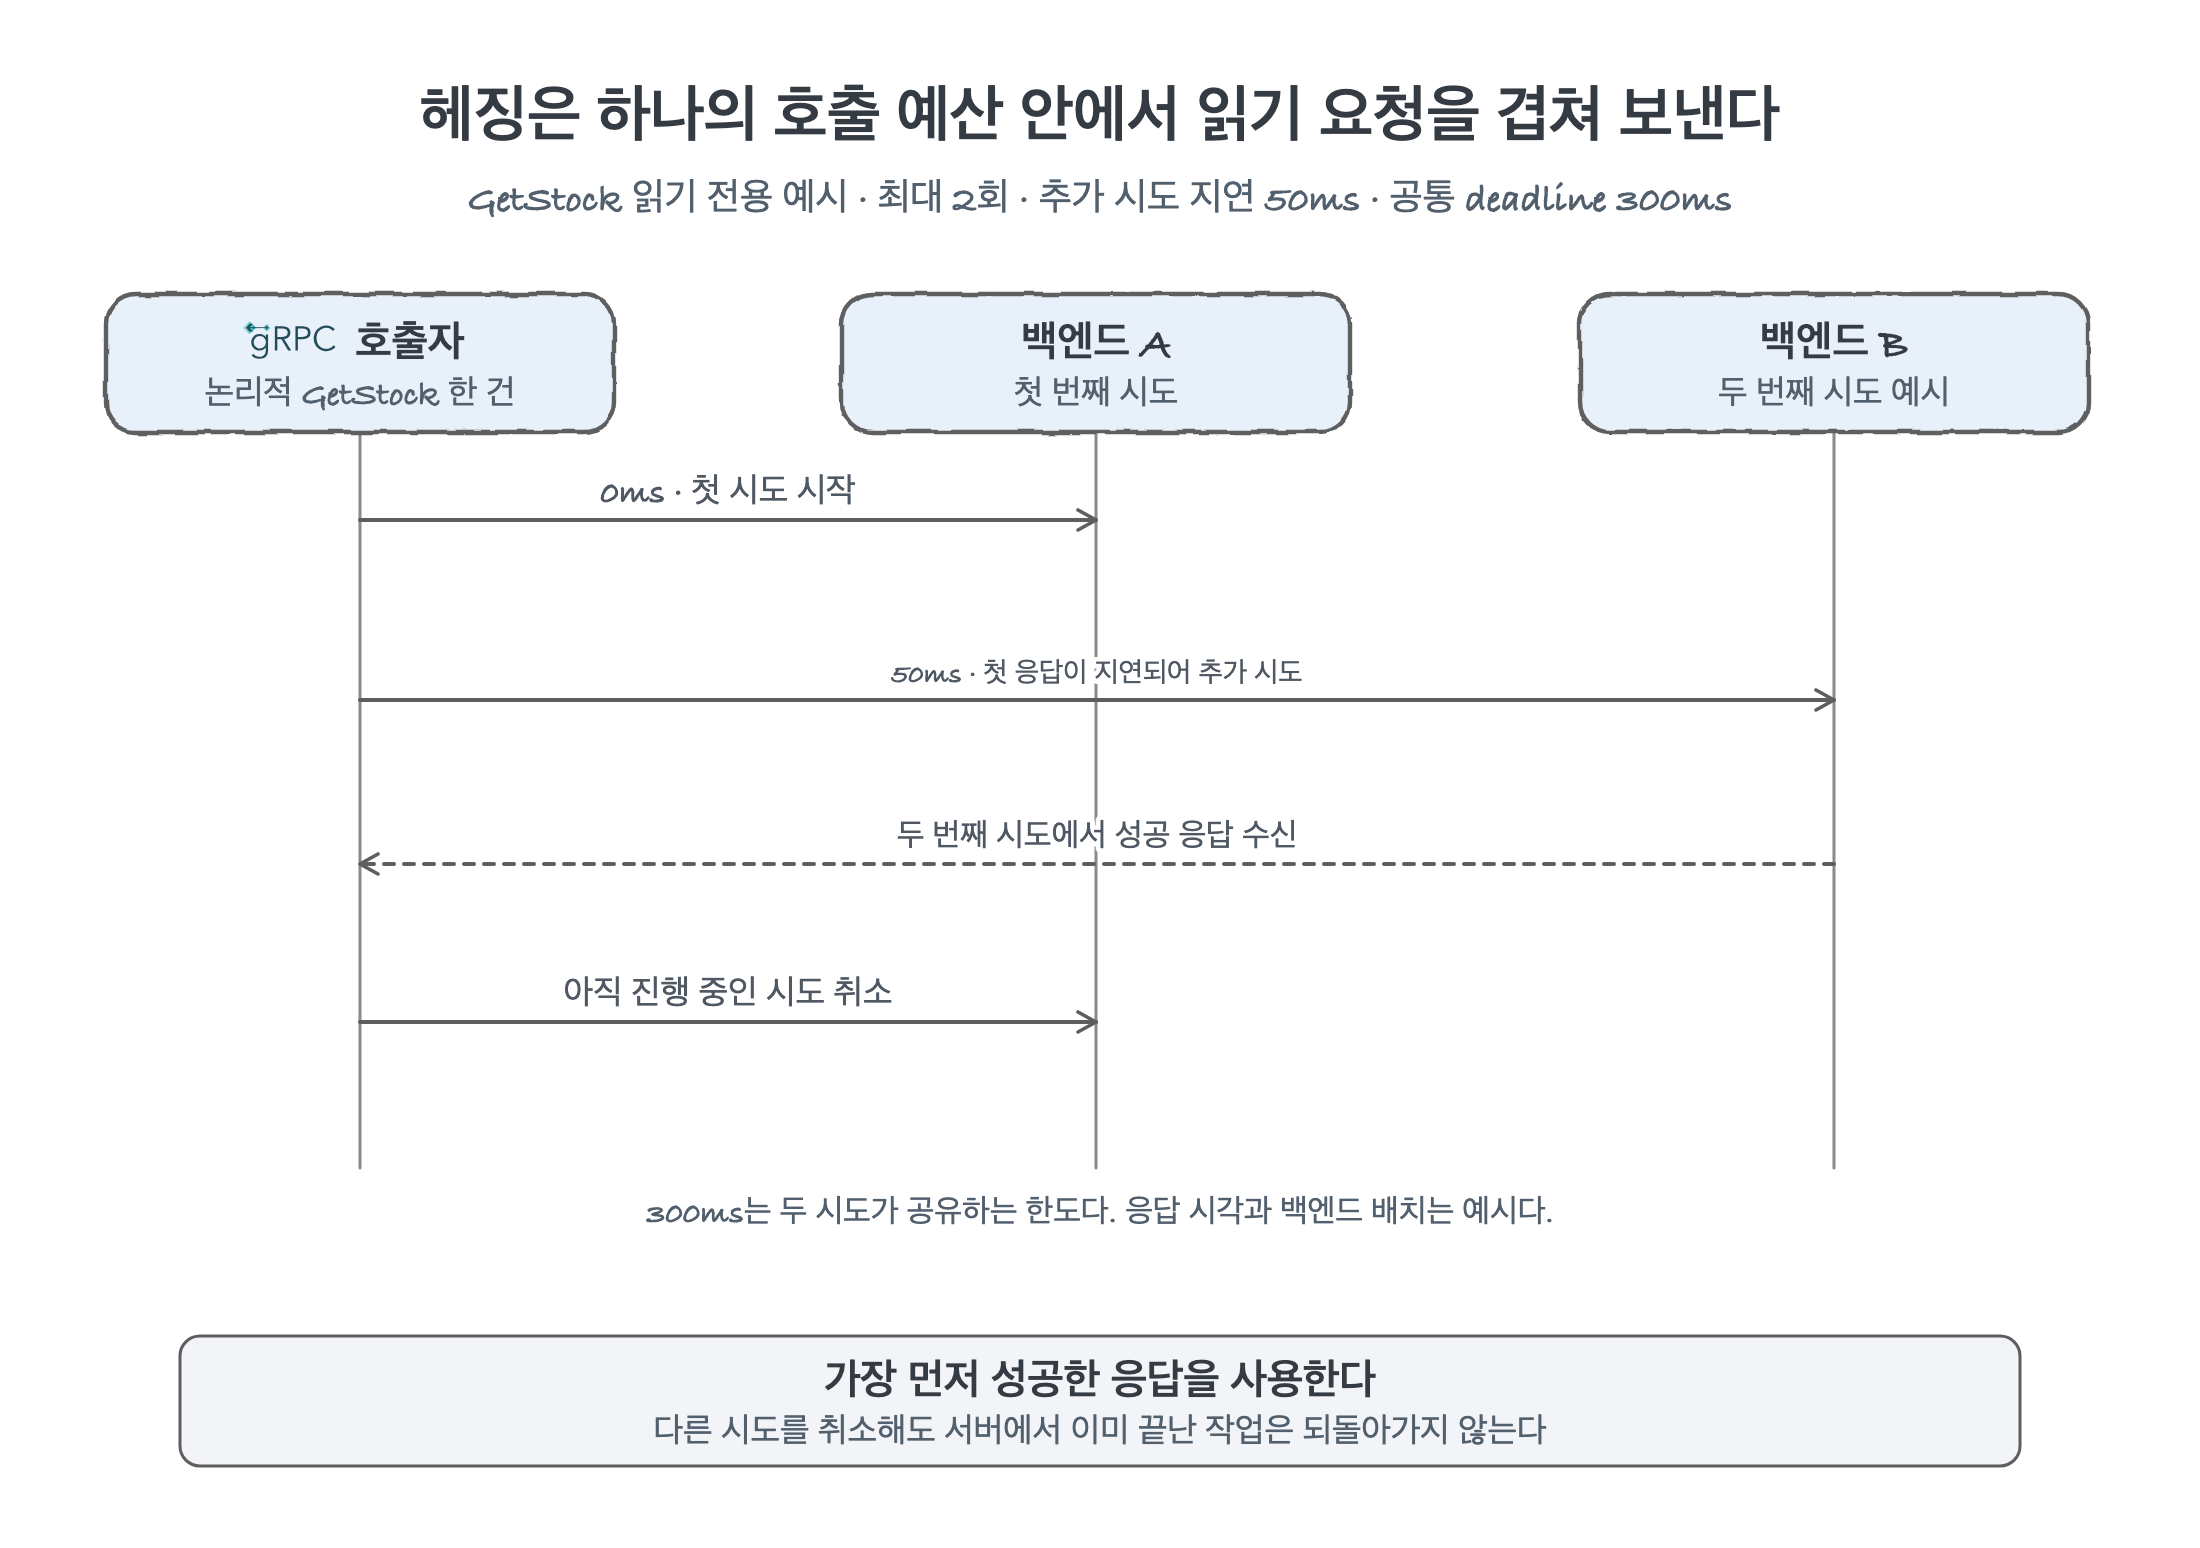 헤징은 하나의 호출 예산 안에서 읽기 요청을 겹쳐 보낸다
GetStock 읽기 전용 예시 · 최대 2회 · 추가 시도 지연 50ms · 공통 deadline 300ms
gRPC 호출자
논리적 GetStock 한 건
백엔드 A
첫 번째 시도
백엔드 B
두 번째 시도 예시
0ms · 첫 시도 시작
50ms · 첫 응답이 지연되어 추가 시도
두 번째 시도에서 성공 응답 수신
아직 진행 중인 시도 취소
300ms는 두 시도가 공유하는 한도다. 응답 시각과 백엔드 배치는 예시다.
가장 먼저 성공한 응답을 사용한다
다른 시도를 취소해도 서버에서 이미 끝난 작업은 되돌아가지 않는다